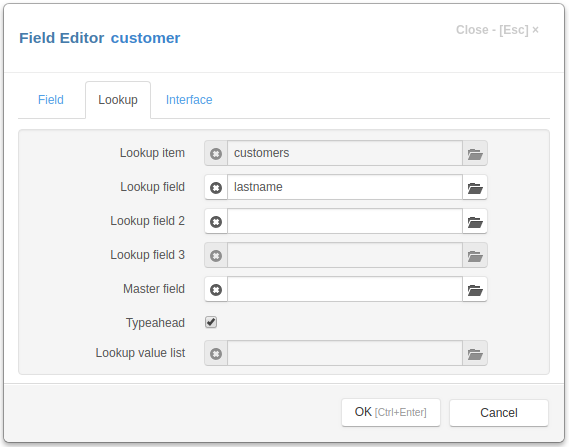 Field Editor customer
Close - [Esc] ×
Field Lookup Interface
Lookup item customers
Lookup field lastname
Lookup field 2
Lookup field 3
Master field
Typeahead
Lookup value list
OK [Ctrl+Enter] Cancel